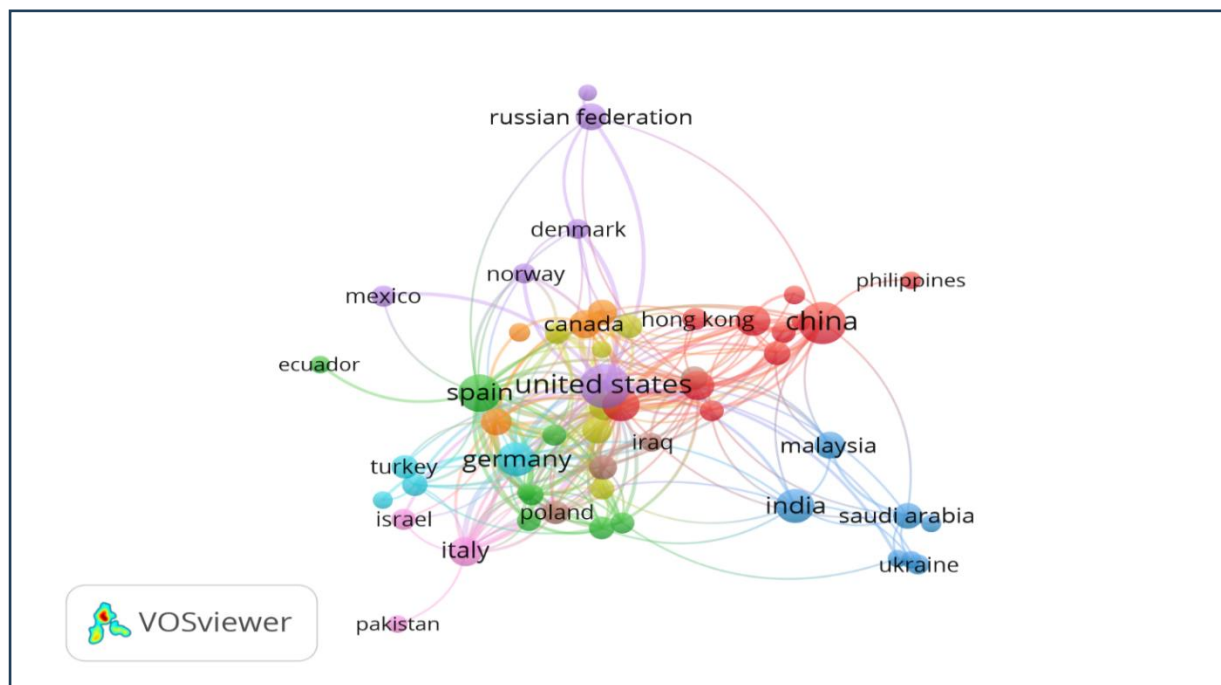 russian federation
denmark
norway
mexico
philippines
canada
hong kong
china
ecuador
spain
united states
iraq
malaysia
turkey
germany
india
israel
poland
saudi arabia
italy
ukraine
pakistan
VOSviewer